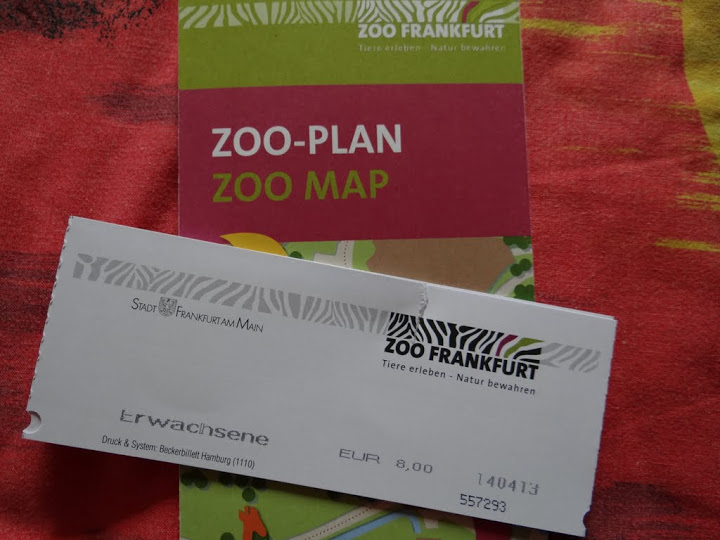 ZOO FRANKFURT
Tiere erleben - Natur bewahren
ZOO-PLAN
ZOO MAP
STADT FRANKFURT AM MAIN
ZOO FRANKFURT
Tiere erleben - Natur bewahren
Erwachsene
EUR 8,00
140413
Druck & System: Beckerbillett Hamburg (1110)
557293